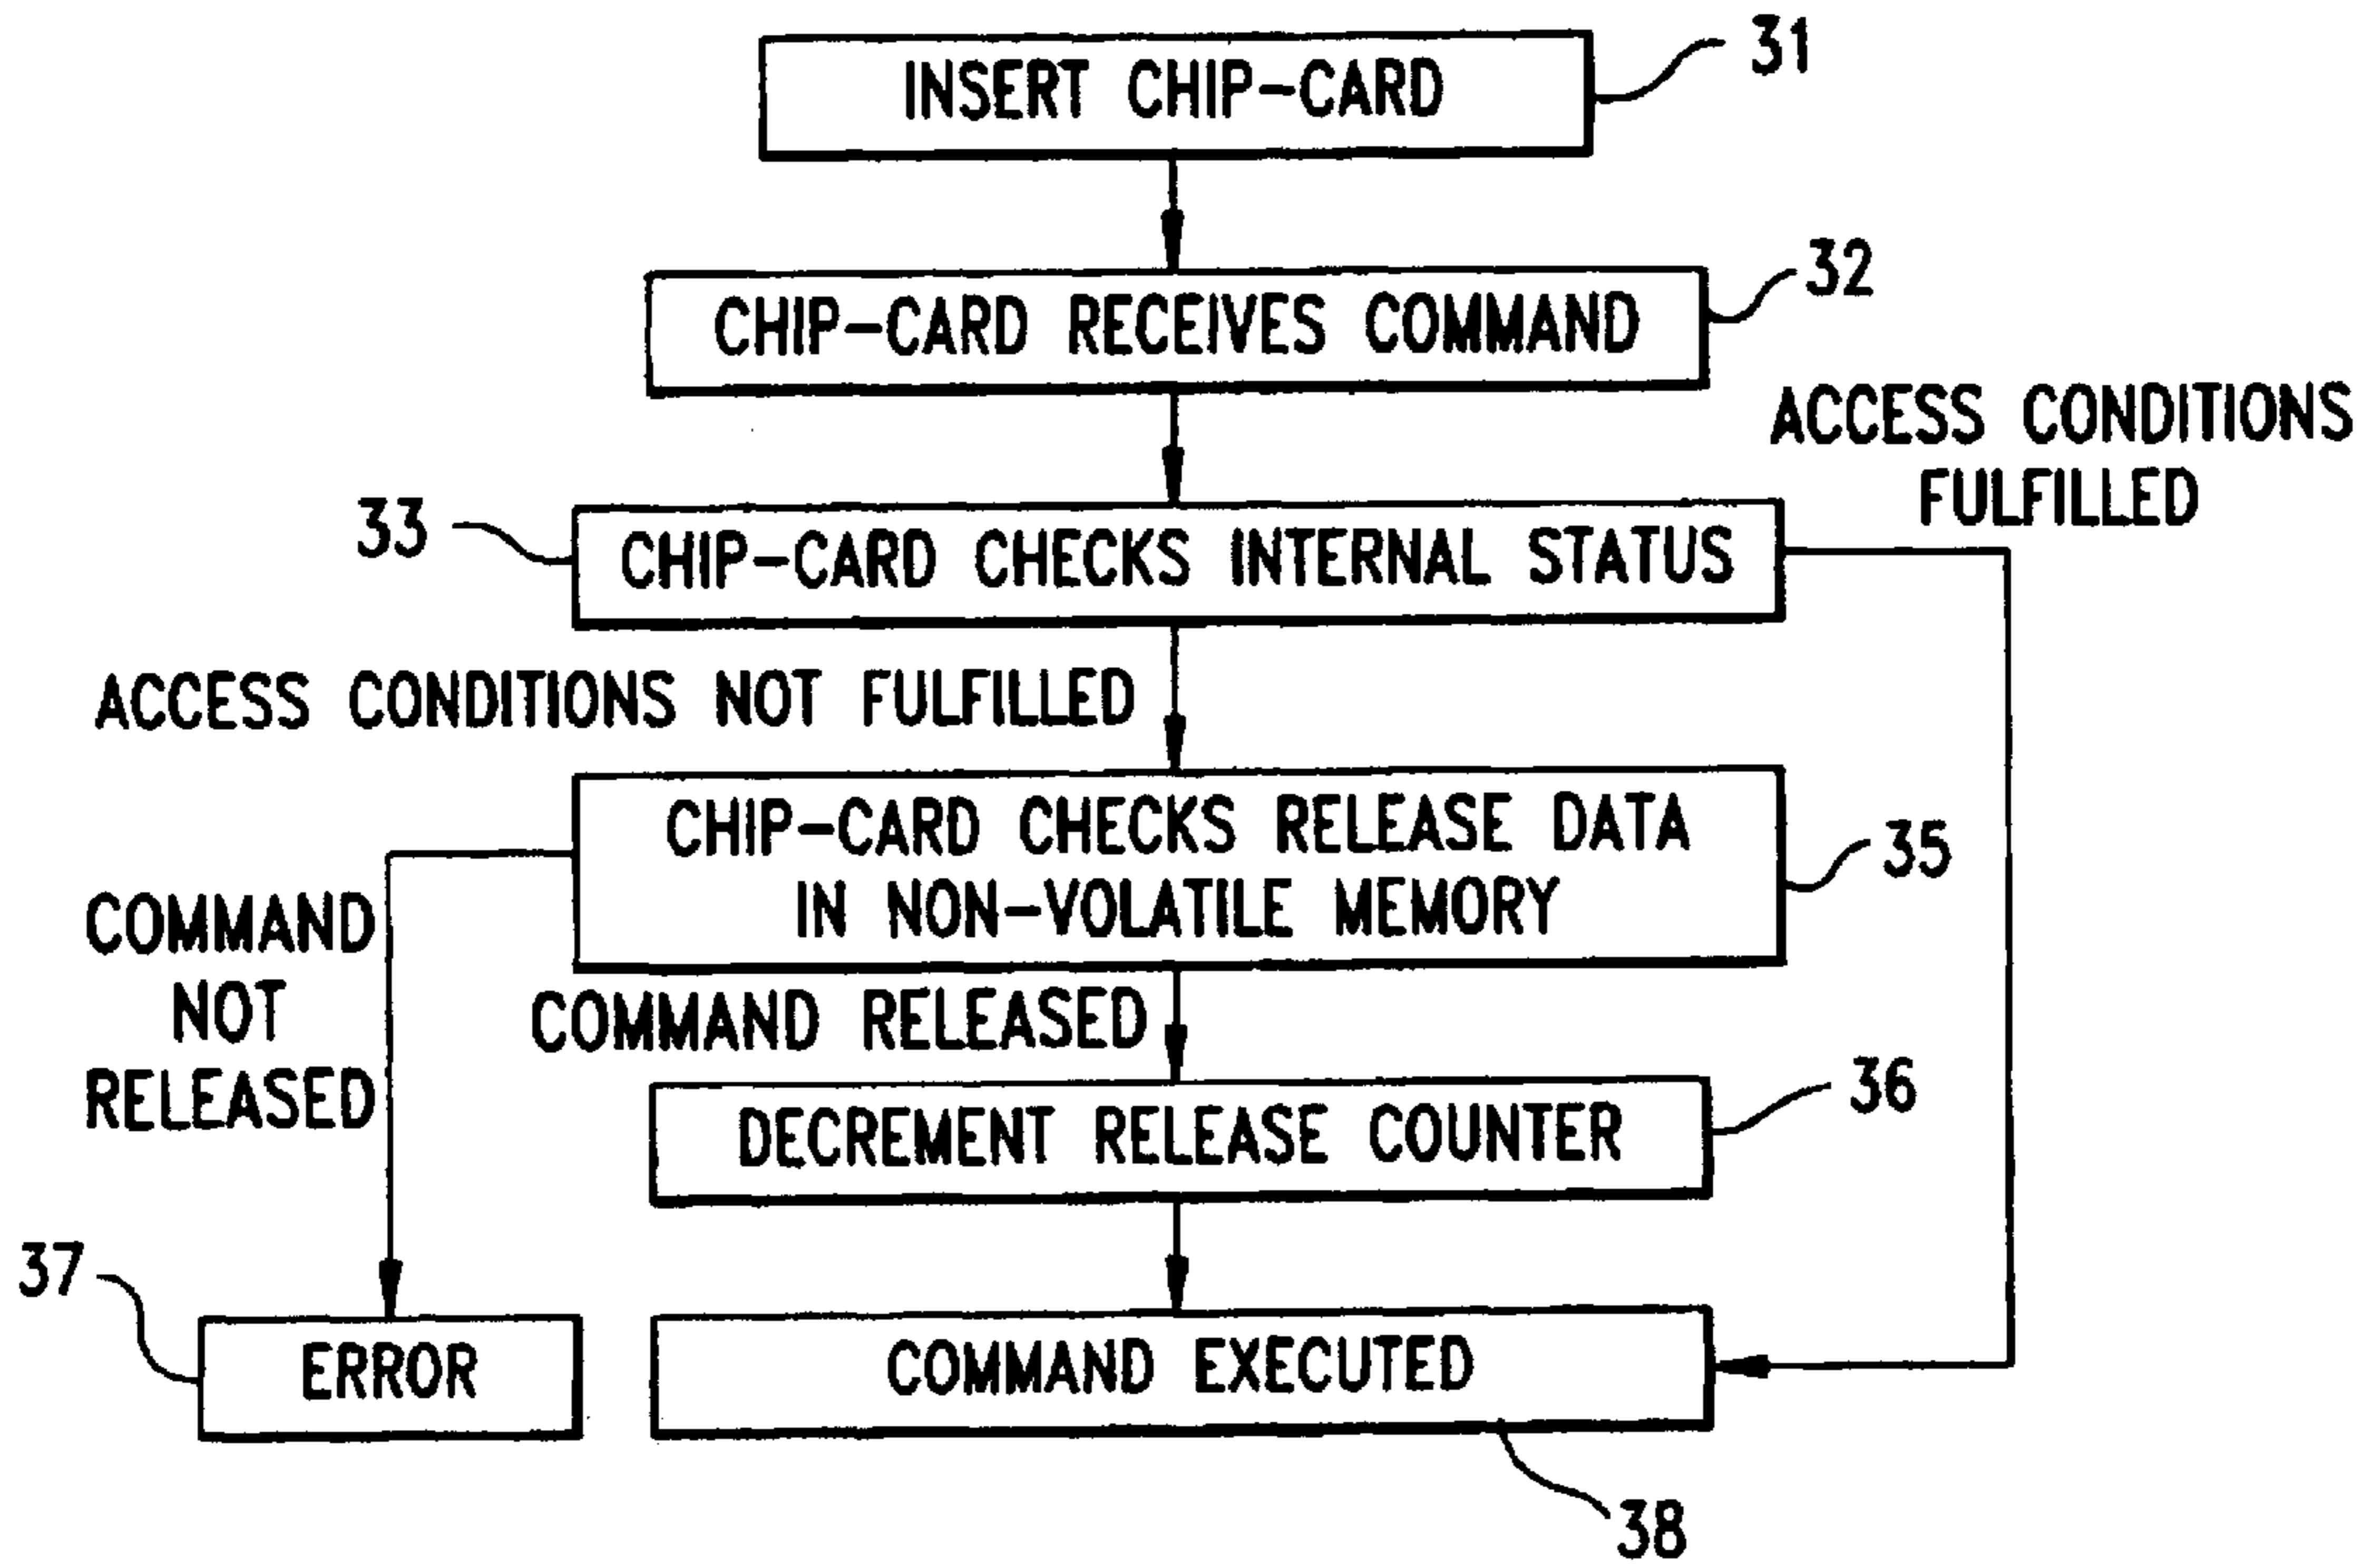 INSERT CHIP-CARD
31
CHIP-CARD RECEIVES COMMAND
32
ACCESS CONDITIONS
FULFILLED
33
CHIP-CARD CHECKS INTERNAL STATUS
ACCESS CONDITIONS NOT FULFILLED
CHIP-CARD CHECKS RELEASE DATA
IN NON-VOLATILE MEMORY
35
COMMAND
NOT
RELEASED
COMMAND RELEASED
DECREMENT RELEASE COUNTER
36
37
ERROR
COMMAND EXECUTED
38